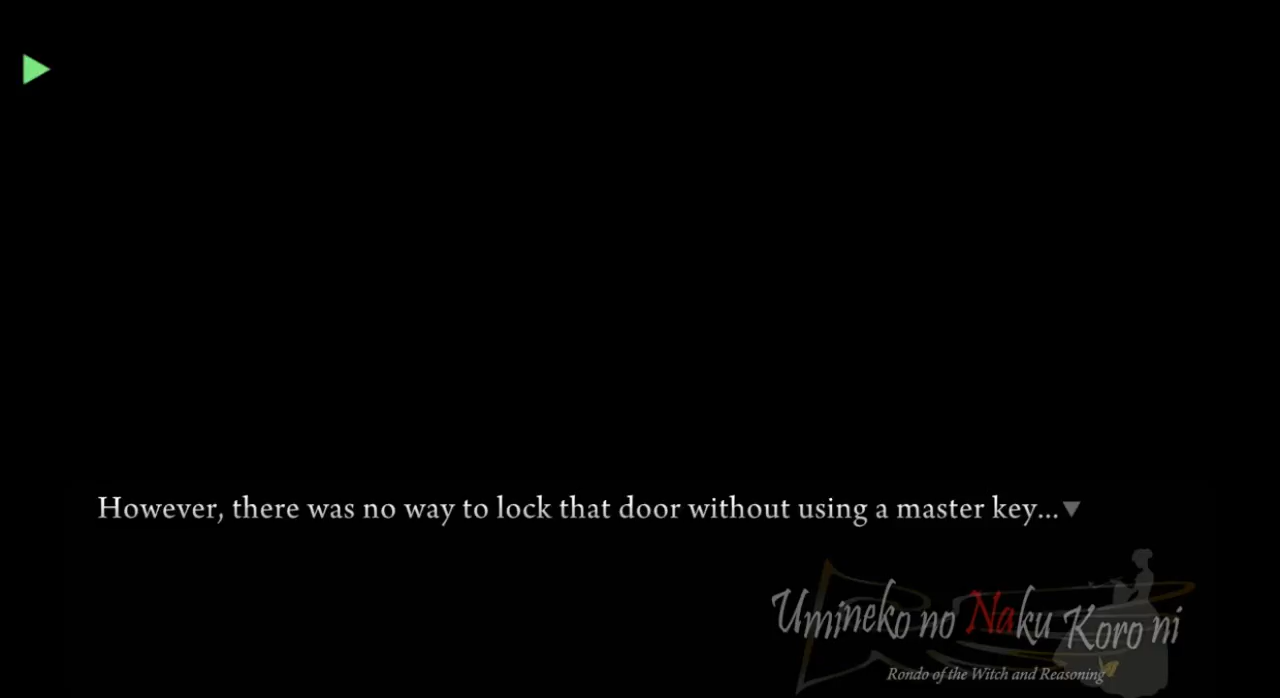 However, there was no way to lock that door without using a master key...
Umineko no Naku Koro ni
Rondo of the Witch and Reasoning